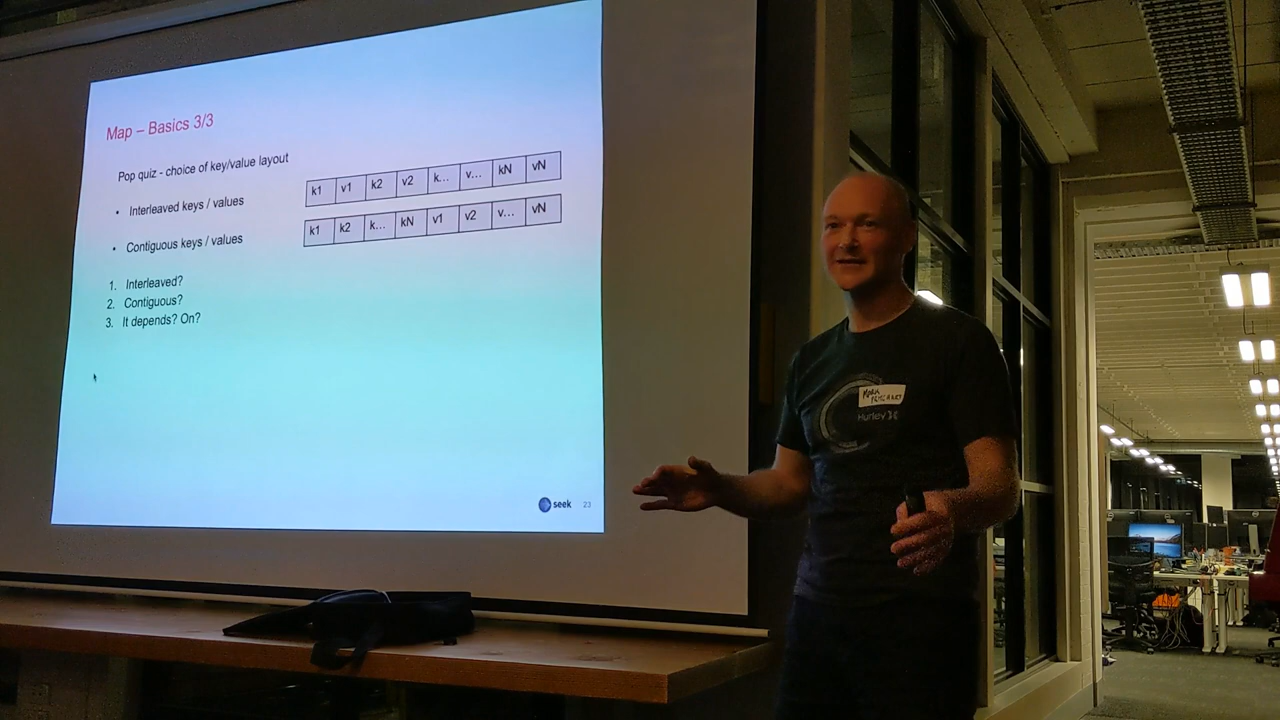 Map – Basics 3/3
Pop quiz - choice of key/value layout
• Interleaved keys / values
k1 v1 k2 v2 k... v... kN vN
• Contiguous keys / values
k1 k2 k... kN v1 v2 v... vN
1. Interleaved?
2. Contiguous?
3. It depends? On?
seek 23
MARK
Hurley